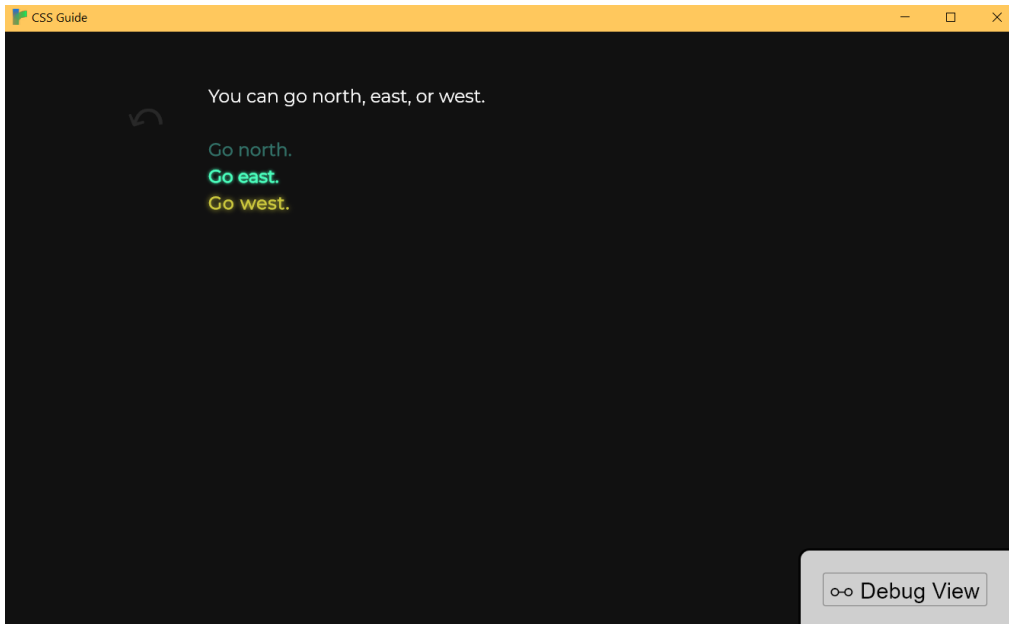 CSS Guide
You can go north, east, or west.
Go north.
Go east.
Go west.
Debug View